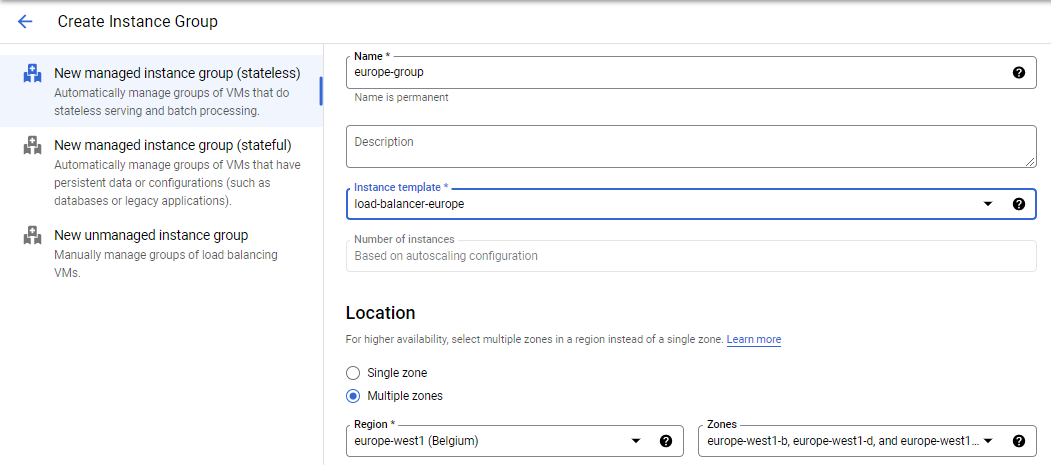 Create Instance Group
New managed instance group (stateless)
Automatically manage groups of VMs that do
stateless serving and batch processing.
New managed instance group (stateful)
Automatically manage groups of VMs that have
persistent data or configurations (such as
databases or legacy applications).
New unmanaged instance group
Manually manage groups of load balancing
VMs.
Name *
europe-group
Name is permanent
Description
Instance template *
load-balancer-europe
Number of instances
Based on autoscaling configuration
Location
For higher availability, select multiple zones in a region instead of a single zone. Learn more
Single zone
Multiple zones
Region *
europe-west1 (Belgium)
Zones
europe-west1-b, europe-west1-d, and europe-west1...